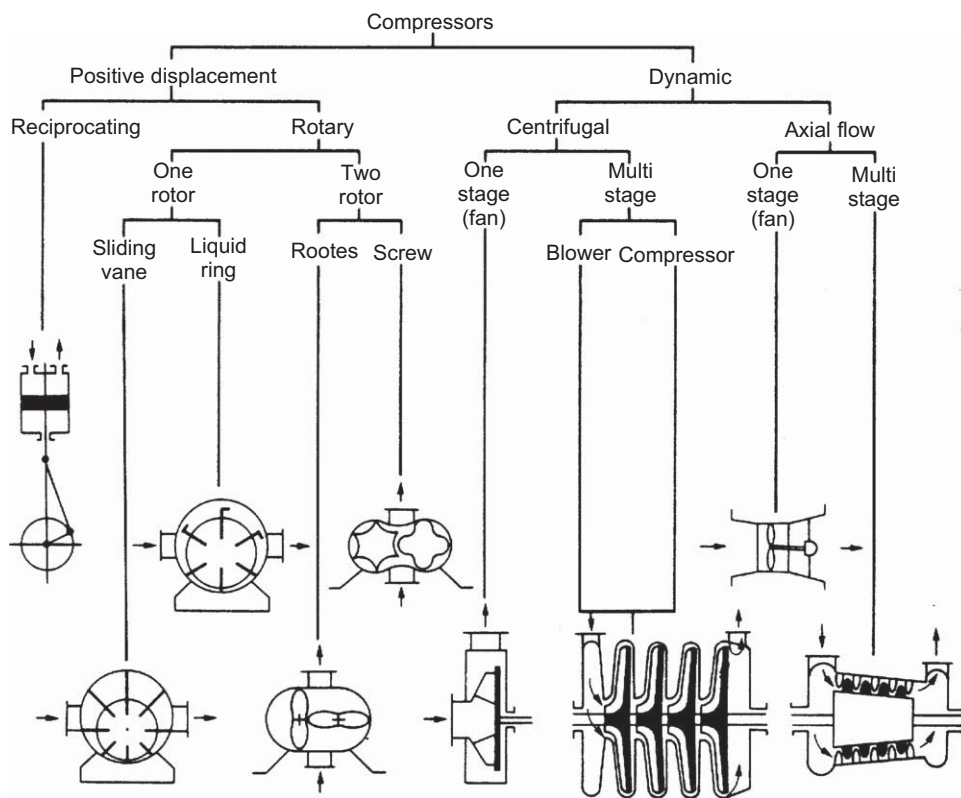 Compressors
Positive displacement
Dynamic
Reciprocating
Rotary
Centrifugal
Axial flow
One
rotor
Two
rotor
One
stage
(fan)
Multi
stage
One
stage
(fan)
Multi
stage
Sliding
vane
Liquid
ring
Rootes
Screw
Blower
Compressor